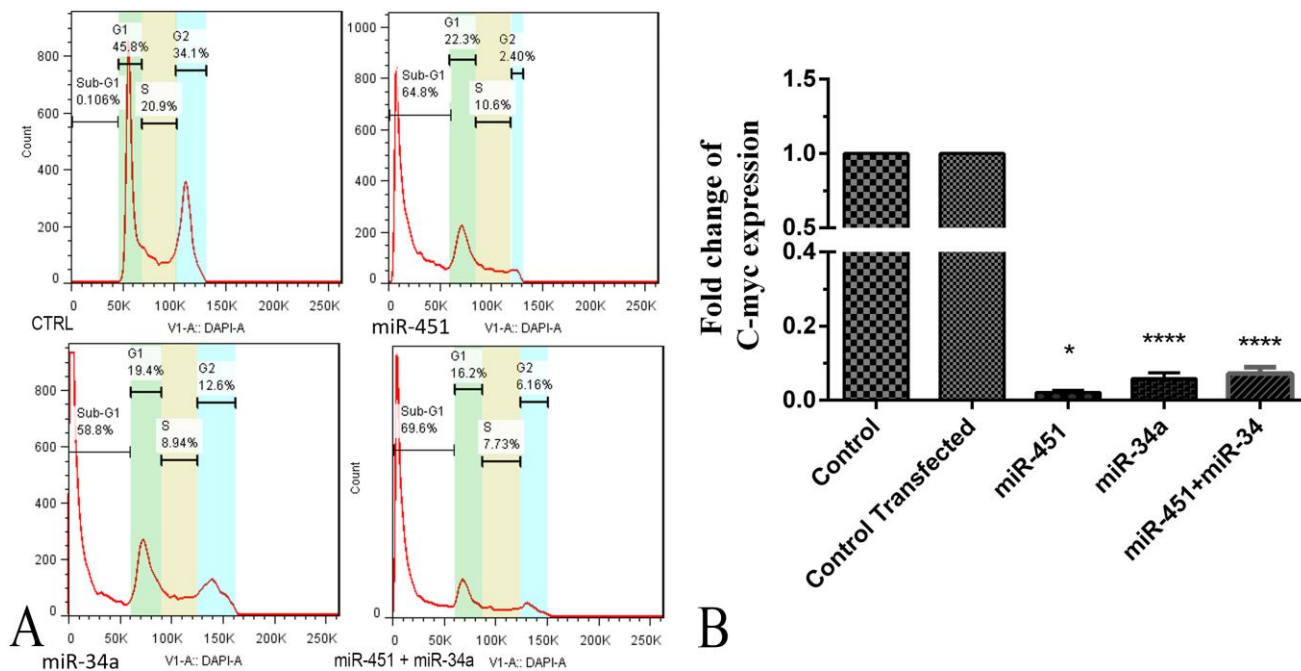 A
G1
45.8%
G2
34.1%
Sub-G1
0.106%
S
20.9%
Count
800
600
400
200
0
0 50K 100K 150K 200K 250K
CTRL
V1-A:: DAPI-A
G1
22.3%
G2
2.40%
Sub-G1
64.8%
S
10.6%
1000
800
600
400
200
0
0 50K 100K 150K 200K 250K
miR-451
V1-A:: DAPI-A
G1
19.4%
G2
12.6%
Sub-G1
58.8%
S
8.94%
800
600
400
200
0
0 50K 100K 150K 200K 250K
miR-34a
V1-A:: DAPI-A
G1
16.2%
G2
6.16%
Sub-G1
69.6%
S
7.73%
Count
0
0 50K 100K 150K 200K 250K
miR-451 + miR-34a
V1-A:: DAPI-A
B
Fold change of
C-myc expression
1.5
1.0
0.5
0.4
0.2
0.0
*
****
****
Control
Control Transfected
miR-451
miR-34a
miR-451+miR-34